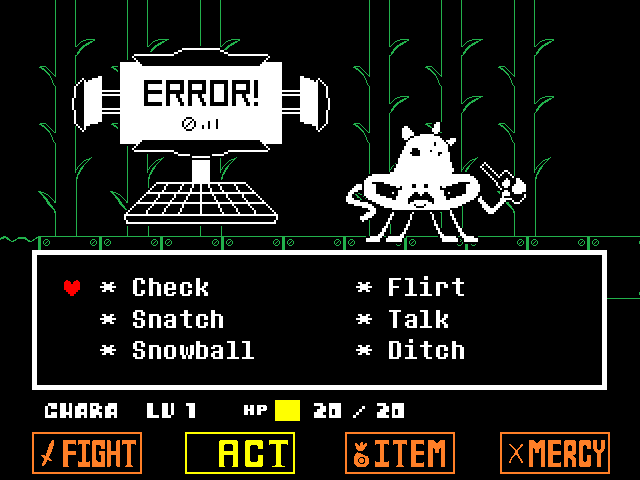 ERROR!
* Check * Flirt
* Snatch * Talk
* Snowball * Ditch
CHARA LV 1 HP 20 / 20
FIGHT ACT ITEM MERCY